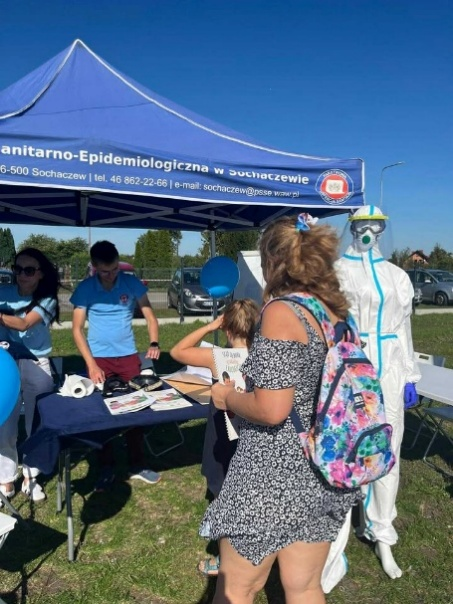 anitarno-Epidemiologiczna w Sochaczewie
6-500 Sochaczew | tel. 46 862-22-66 | e-mail: sochaczew@psse.waw.pl